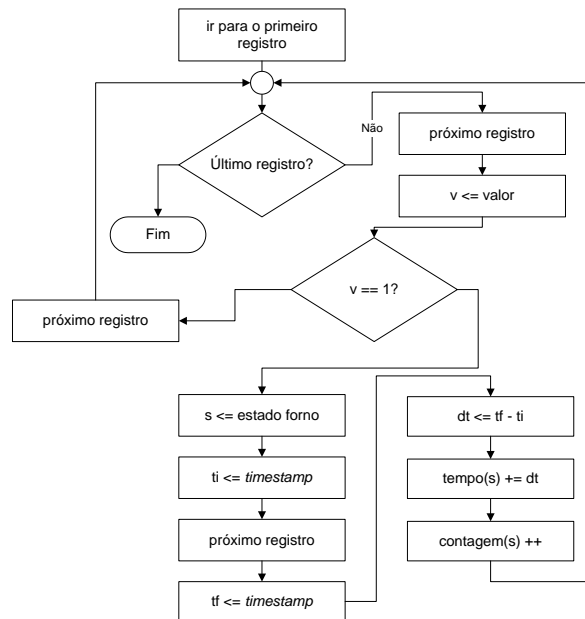 ir para o primeiro
registro
Não
próximo registro
Último registro?
v <= valor
Fim
v == 1?
próximo registro
s <= estado forno
dt <= tf - ti
ti <= timestamp
tempo(s) += dt
próximo registro
contagem(s) ++
tf <= timestamp